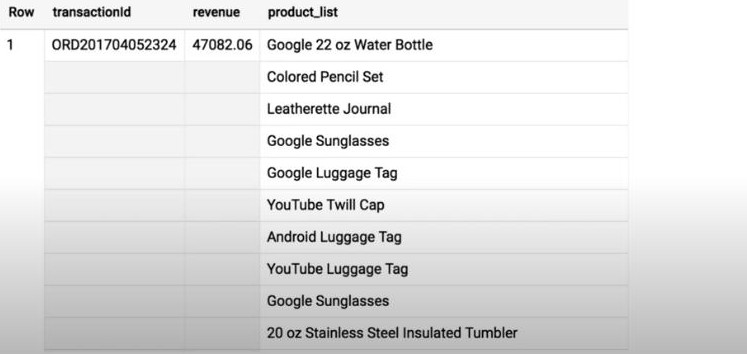 Row transactionId revenue product_list
1 ORD201704052324 47082.06 Google 22 oz Water Bottle
Colored Pencil Set
Leatherette Journal
Google Sunglasses
Google Luggage Tag
YouTube Twill Cap
Android Luggage Tag
YouTube Luggage Tag
Google Sunglasses
20 oz Stainless Steel Insulated Tumbler